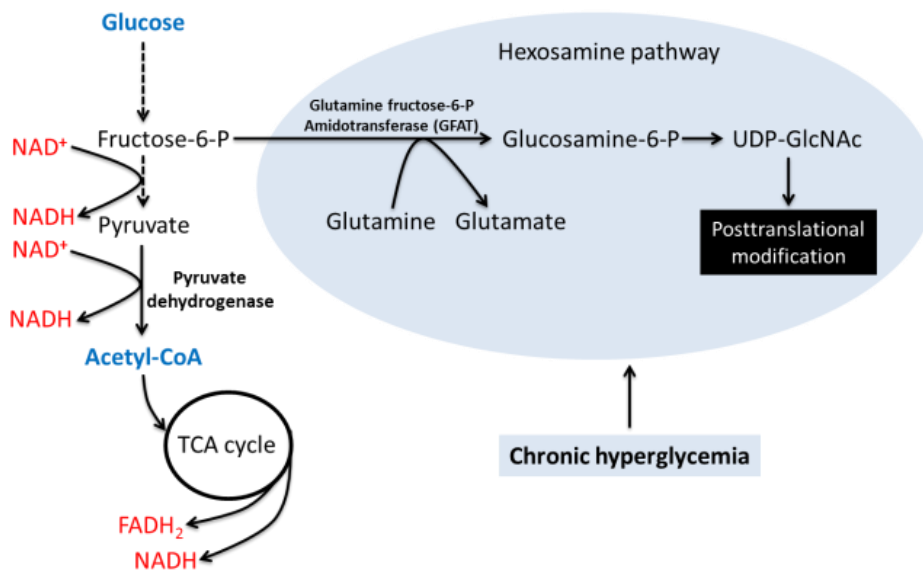 Glucose
Hexosamine pathway
Glutamine fructose-6-P
Amidotransferase (GFAT)
NAD+
Fructose-6-P
Glucosamine-6-P
UDP-GlcNAc
NADH
Pyruvate
Glutamine
Glutamate
Posttranslational
modification
NAD+
Pyruvate
dehydrogenase
NADH
Acetyl-CoA
TCA cycle
Chronic hyperglycemia
FADH2
NADH